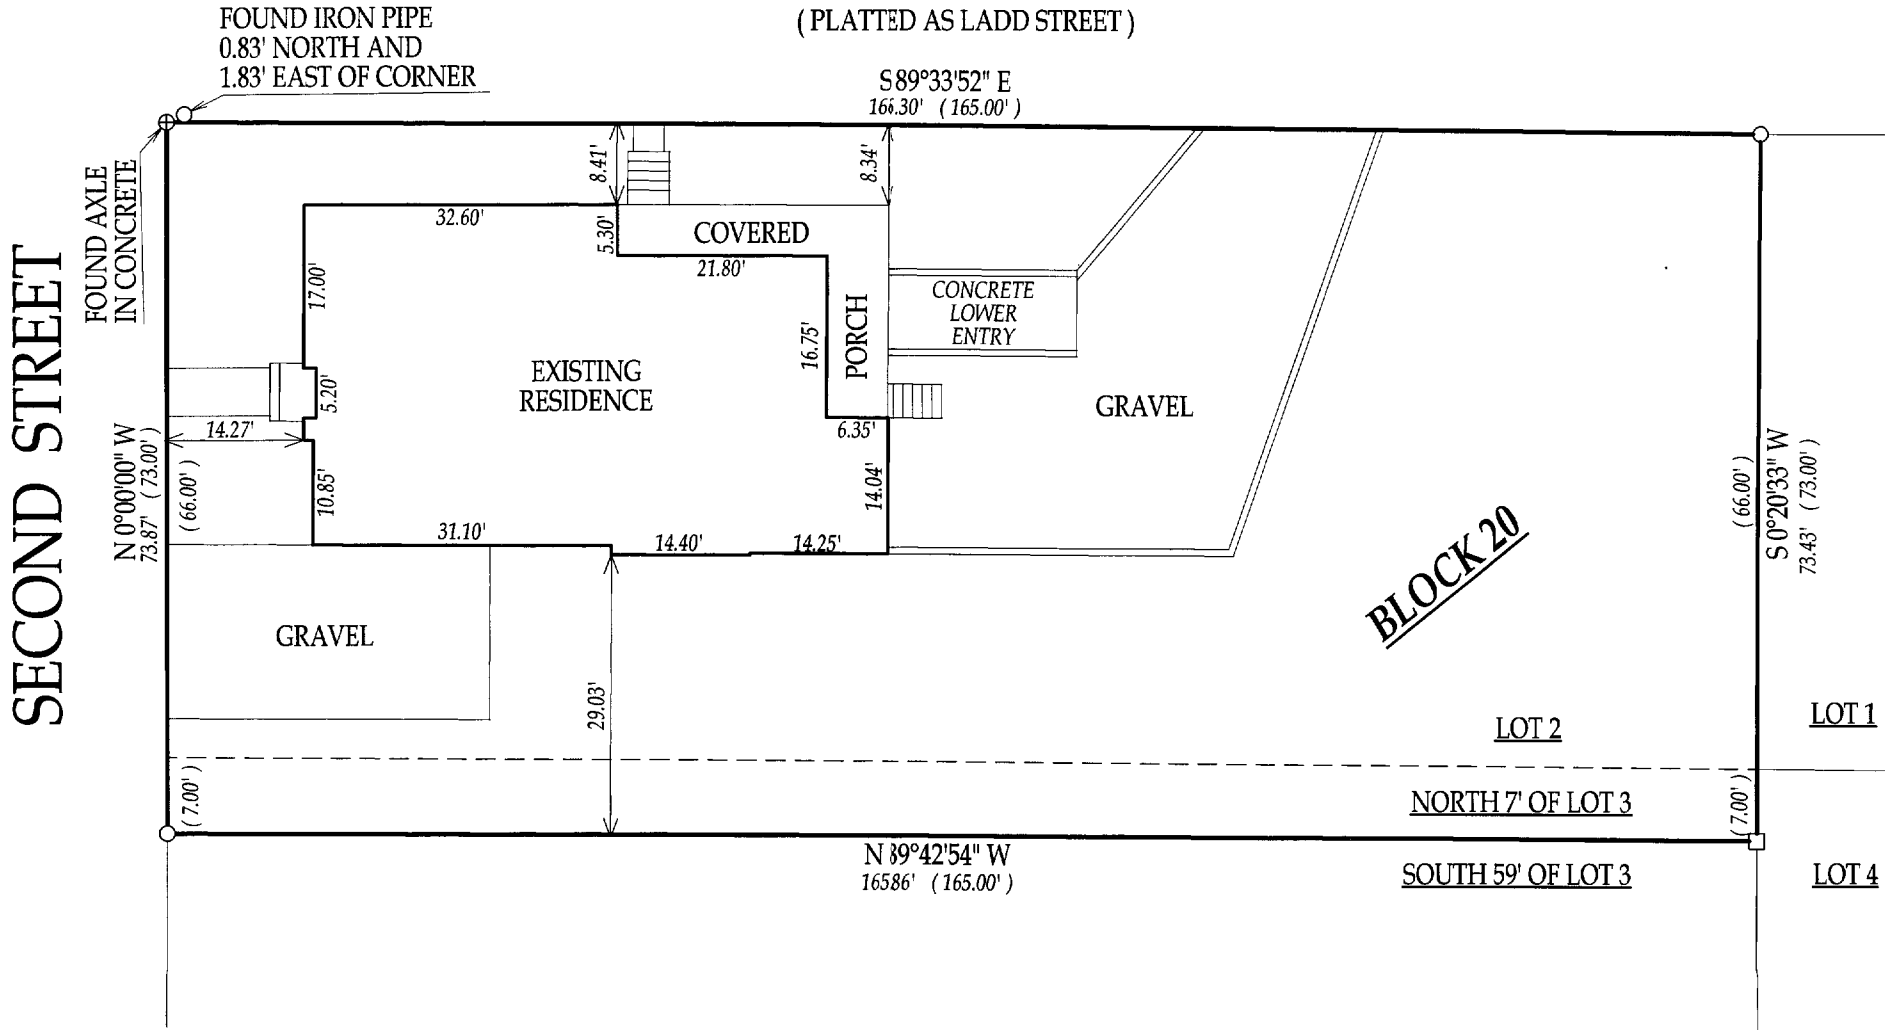 FOUND IRON PIPE
0.83' NORTH AND
1.83' EAST OF CORNER
( PLATTED AS LADD STREET )
S 89°33'52" E
166.30' ( 165.00' )
FOUND AXLE
IN CONCRETE
SECOND STREET
N 0°00'00" W
73.87' ( 73.00' )
( 66.00' )
( 7.00' )
8.41'
8.34'
32.60'
5.30'
COVERED
PORCH
21.80'
17.00'
16.75'
5.20'
14.27'
10.85'
EXISTING
RESIDENCE
6.35'
14.04'
31.10'
14.40'
14.25'
CONCRETE
LOWER
ENTRY
GRAVEL
GRAVEL
29.03'
BLOCK 20
( 66.00' )
S 0°20'33" W
73.43' ( 73.00' )
LOT 2
LOT 1
NORTH 7' OF LOT 3
( 7.00' )
N 89°42'54" W
16586' ( 165.00' )
SOUTH 59' OF LOT 3
LOT 4